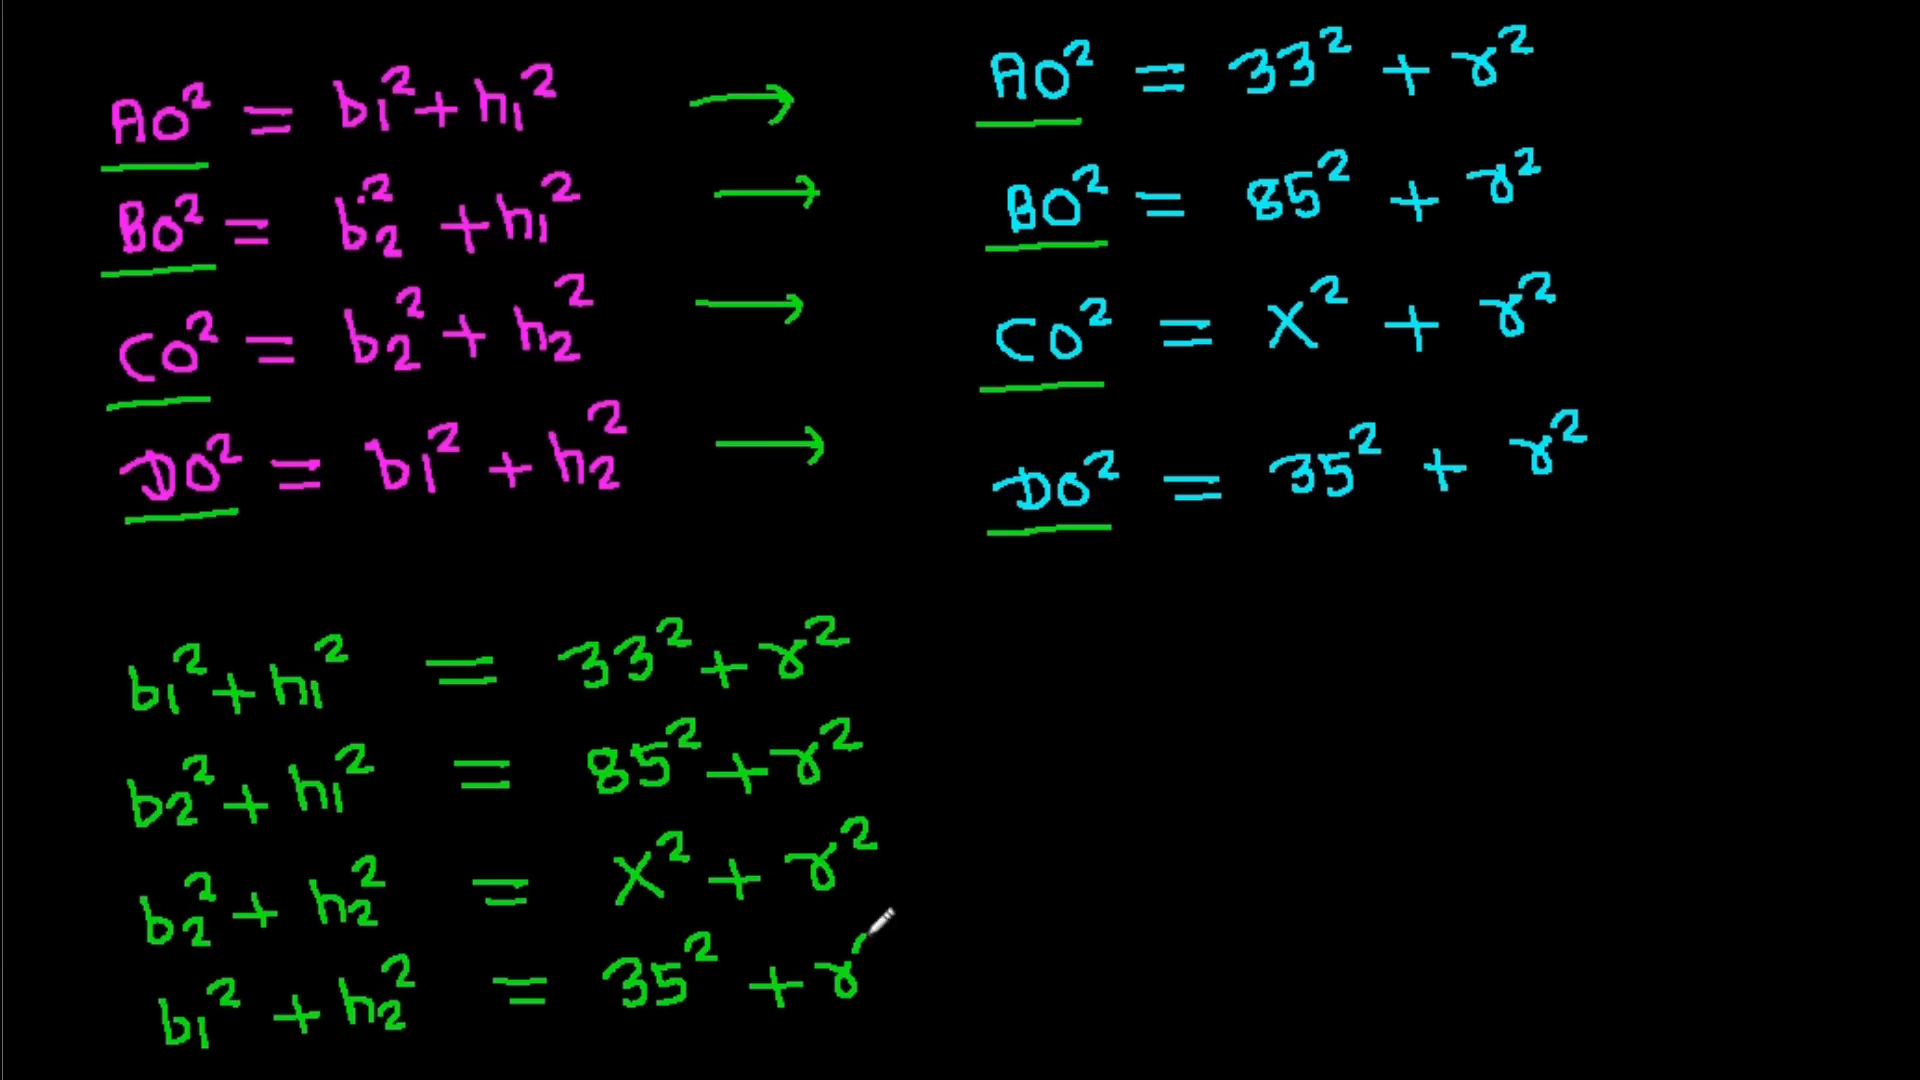 AO² = b1² + h1² → AO² = 33² + r²
BO² = b2² + h1² → BO² = 85² + r²
CO² = b2² + h2² → CO² = x² + r²
DO² = b1² + h2² → DO² = 35² + r²
b1² + h1² = 33² + r²
b2² + h1² = 85² + r²
b2² + h2² = x² + r²
b1² + h2² = 35² + r